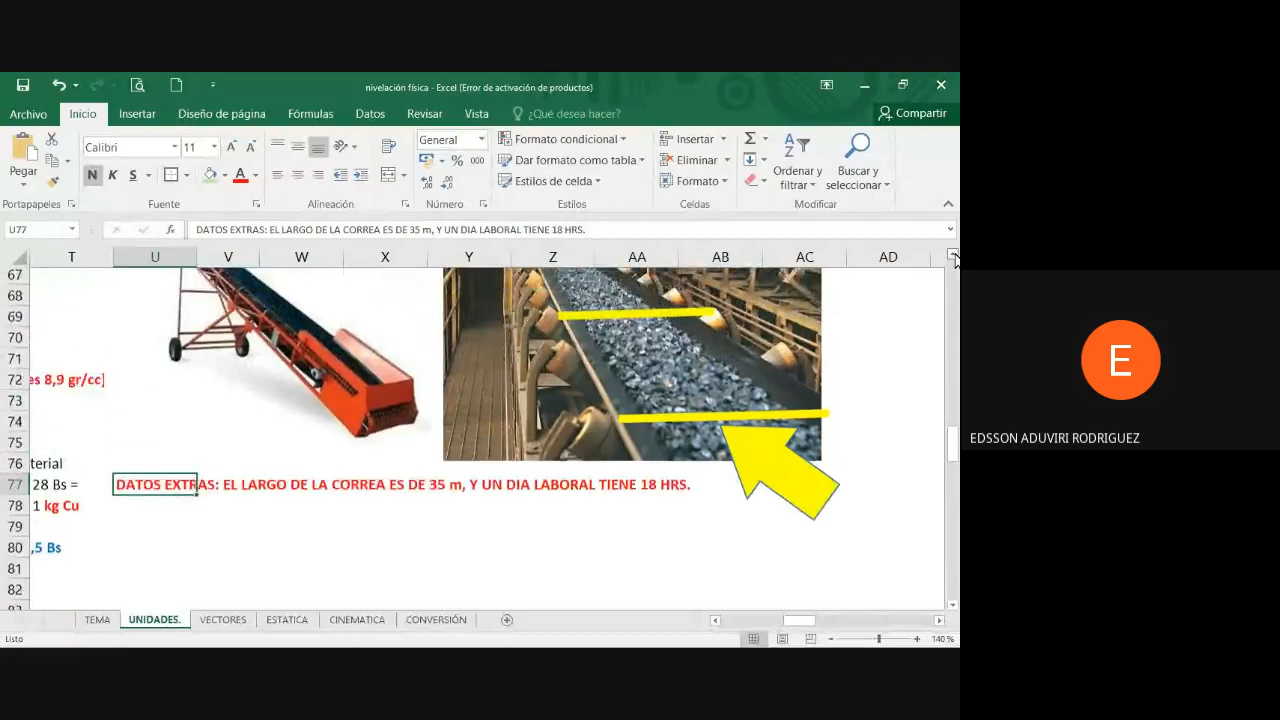 nivelación física - Excel (Error de activación de productos)
Archivo Inicio Insertar Diseño de página Fórmulas Datos Revisar Vista ¿Qué desea hacer? Compartir
Pegar
Calibri 11
N K S
A
General
% 000
Formato condicional
Dar formato como tabla
Estilos de celda
Insertar
Eliminar
Formato
Σ
Ordenar y filtrar
Buscar y seleccionar
Portapapeles Fuente Alineación Número Estilos Celdas Modificar
U77 fx DATOS EXTRAS: EL LARGO DE LA CORREA ES DE 35 m, Y UN DIA LABORAL TIENE 18 HRS.
T U V W X Y Z AA AB AC AD
67
68
69
70
71
72 es 8,9 gr/cc]
73
74
75
76 terial
77 28 Bs = DATOS EXTRAS: EL LARGO DE LA CORREA ES DE 35 m, Y UN DIA LABORAL TIENE 18 HRS.
78 1 kg Cu
79
80 ,5 Bs
81
82
TEMA UNIDADES. VECTORES ESTATICA CINEMATICA CONVERSIÓN
Listo 140 %
E
EDSSON ADUVIRI RODRIGUEZ